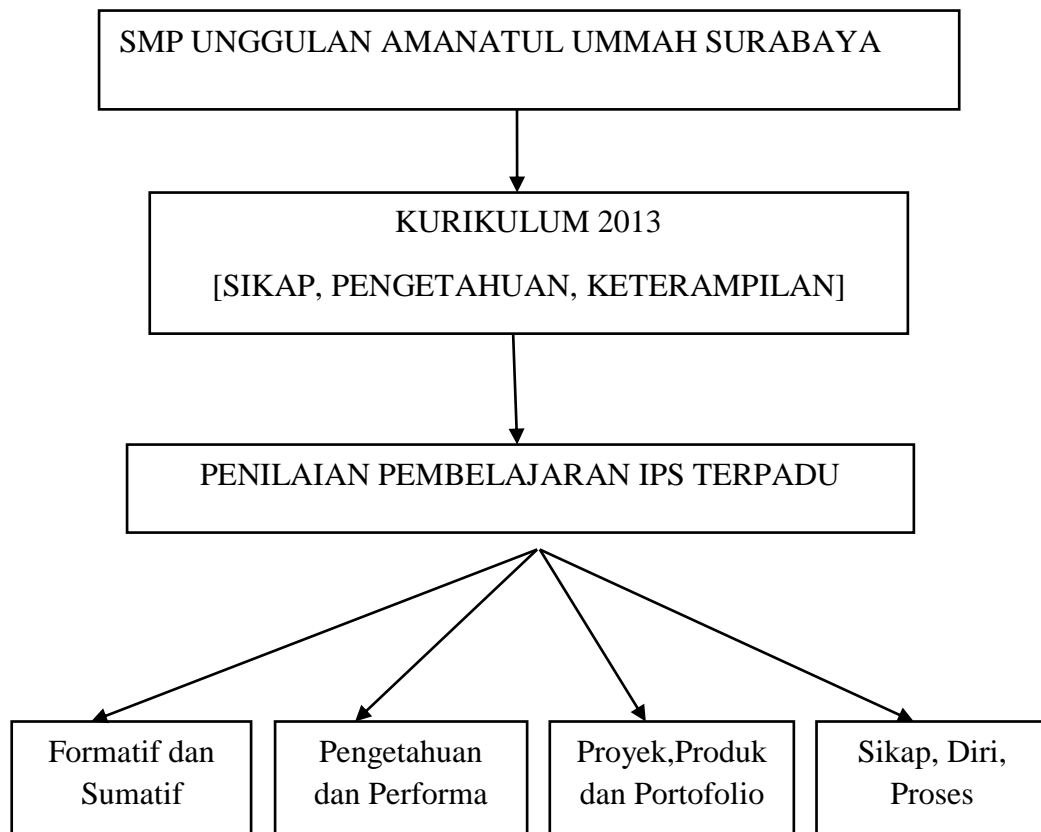 SMP UNGGULAN AMANATUL UMMAH SURABAYA
KURIKULUM 2013
[SIKAP, PENGETAHUAN, KETERAMPILAN]
PENILAIAN PEMBELAJARAN IPS TERPADU
Formatif dan
Sumatif
Pengetahuan
dan Performa
Proyek,Produk
dan Portofolio
Sikap, Diri,
Proses